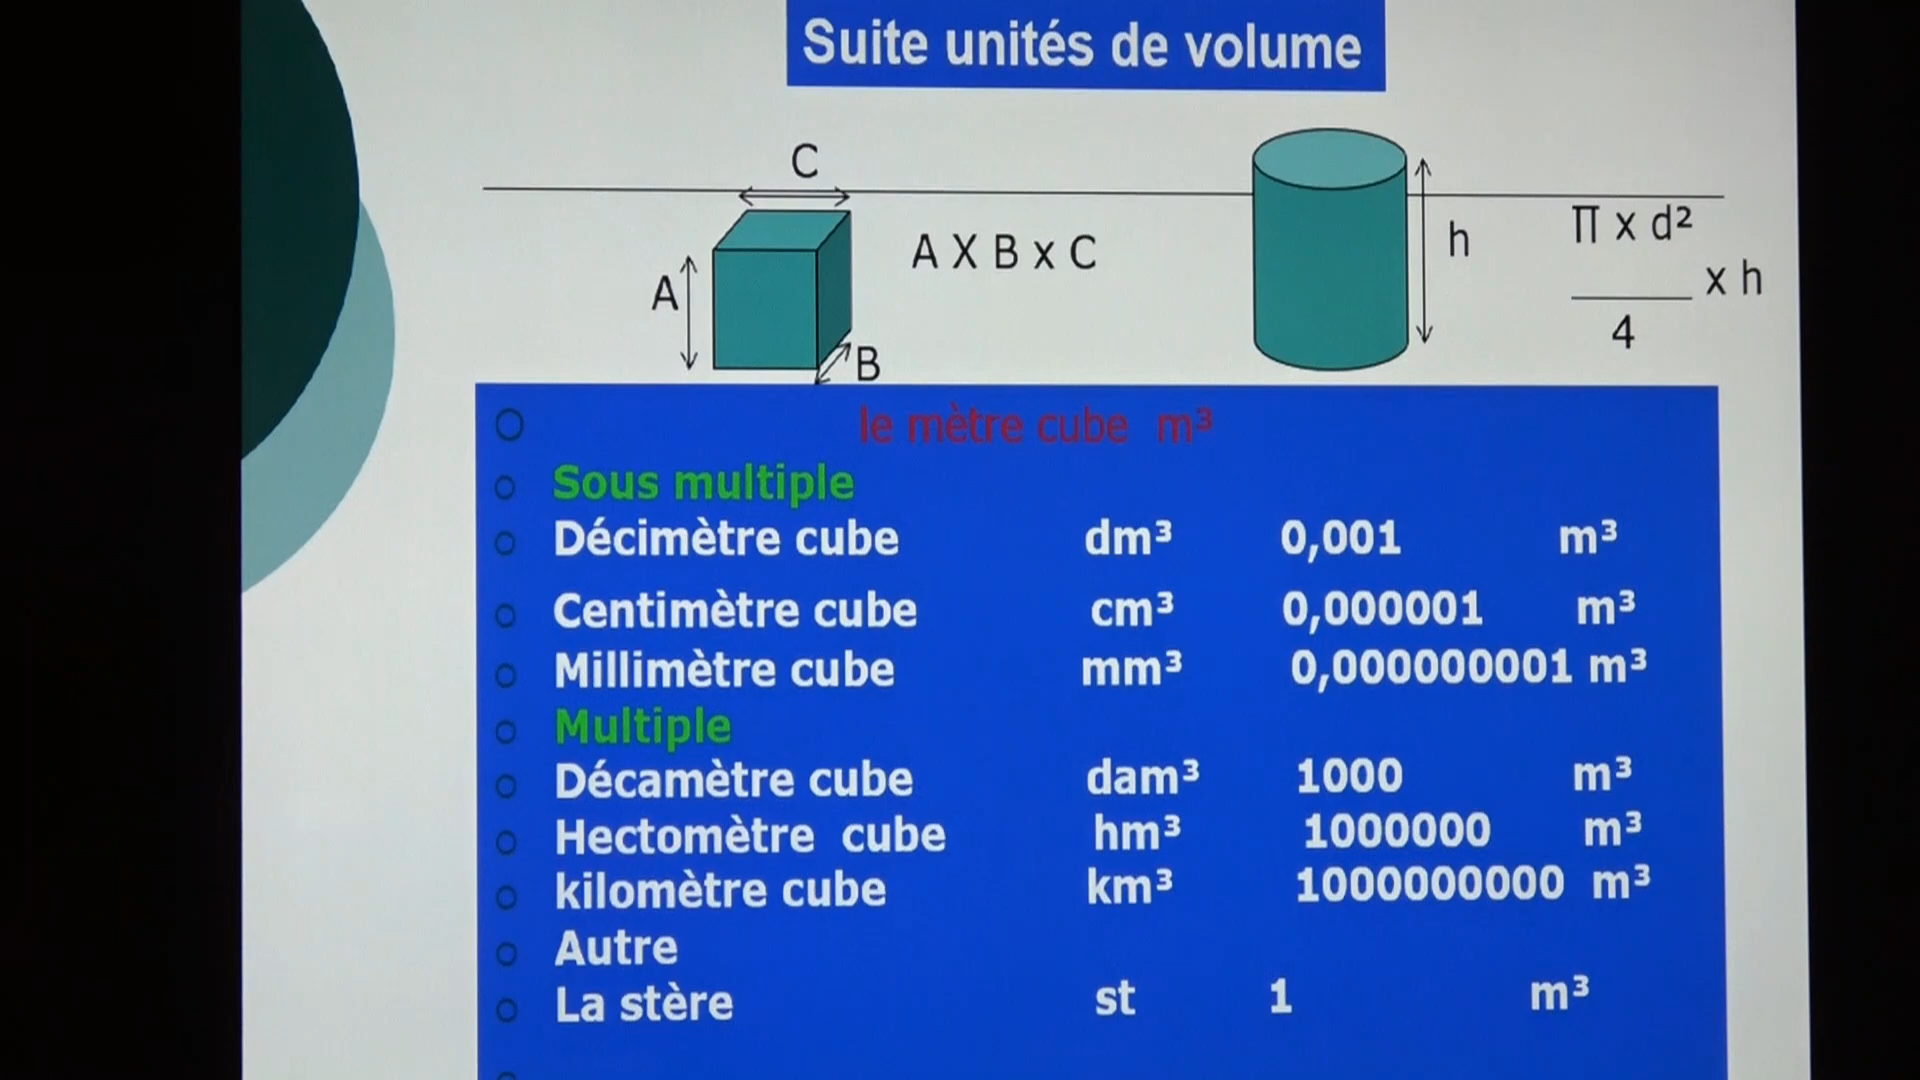 Suite unités de volume
C
A
B
A X B x C
h
Π x d²
x h
4
le mètre cube m³
Sous multiple
Décimètre cube dm³ 0,001 m³
Centimètre cube cm³ 0,000001 m³
Millimètre cube mm³ 0,000000001 m³
Multiple
Décamètre cube dam³ 1000 m³
Hectomètre cube hm³ 1000000 m³
kilomètre cube km³ 1000000000 m³
Autre
La stère st 1 m³